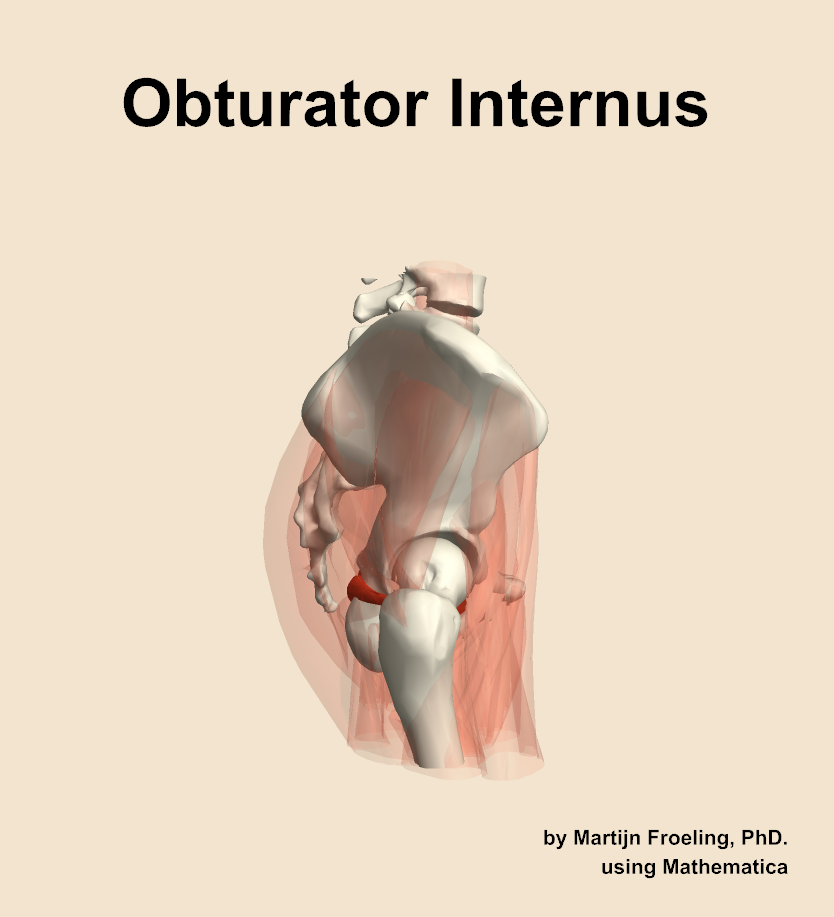 Obturator Internus
by Martijn Froeling, PhD.
using Mathematica